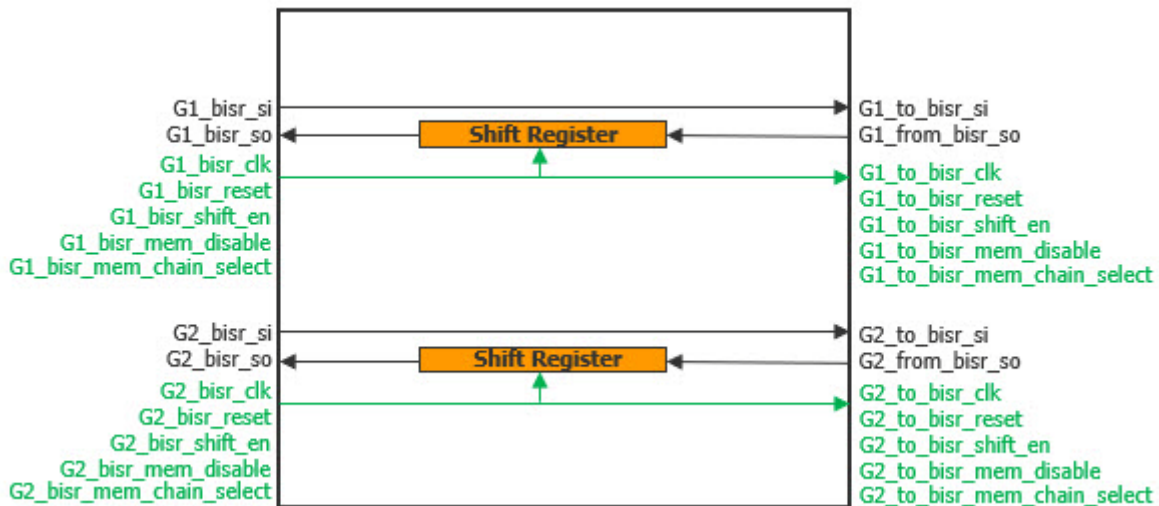 G1_bisr_si
G1_to_bisr_si
G1_bisr_so
Shift Register
G1_from_bisr_so
G1_bisr_clk
G1_to_bisr_clk
G1_bisr_reset
G1_to_bisr_reset
G1_bisr_shift_en
G1_to_bisr_shift_en
G1_bisr_mem_disable
G1_to_bisr_mem_disable
G1_bisr_mem_chain_select
G1_to_bisr_mem_chain_select
G2_bisr_si
G2_to_bisr_si
G2_bisr_so
Shift Register
G2_from_bisr_so
G2_bisr_clk
G2_to_bisr_clk
G2_bisr_reset
G2_to_bisr_reset
G2_bisr_shift_en
G2_to_bisr_shift_en
G2_bisr_mem_disable
G2_to_bisr_mem_disable
G2_bisr_mem_chain_select
G2_to_bisr_mem_chain_select